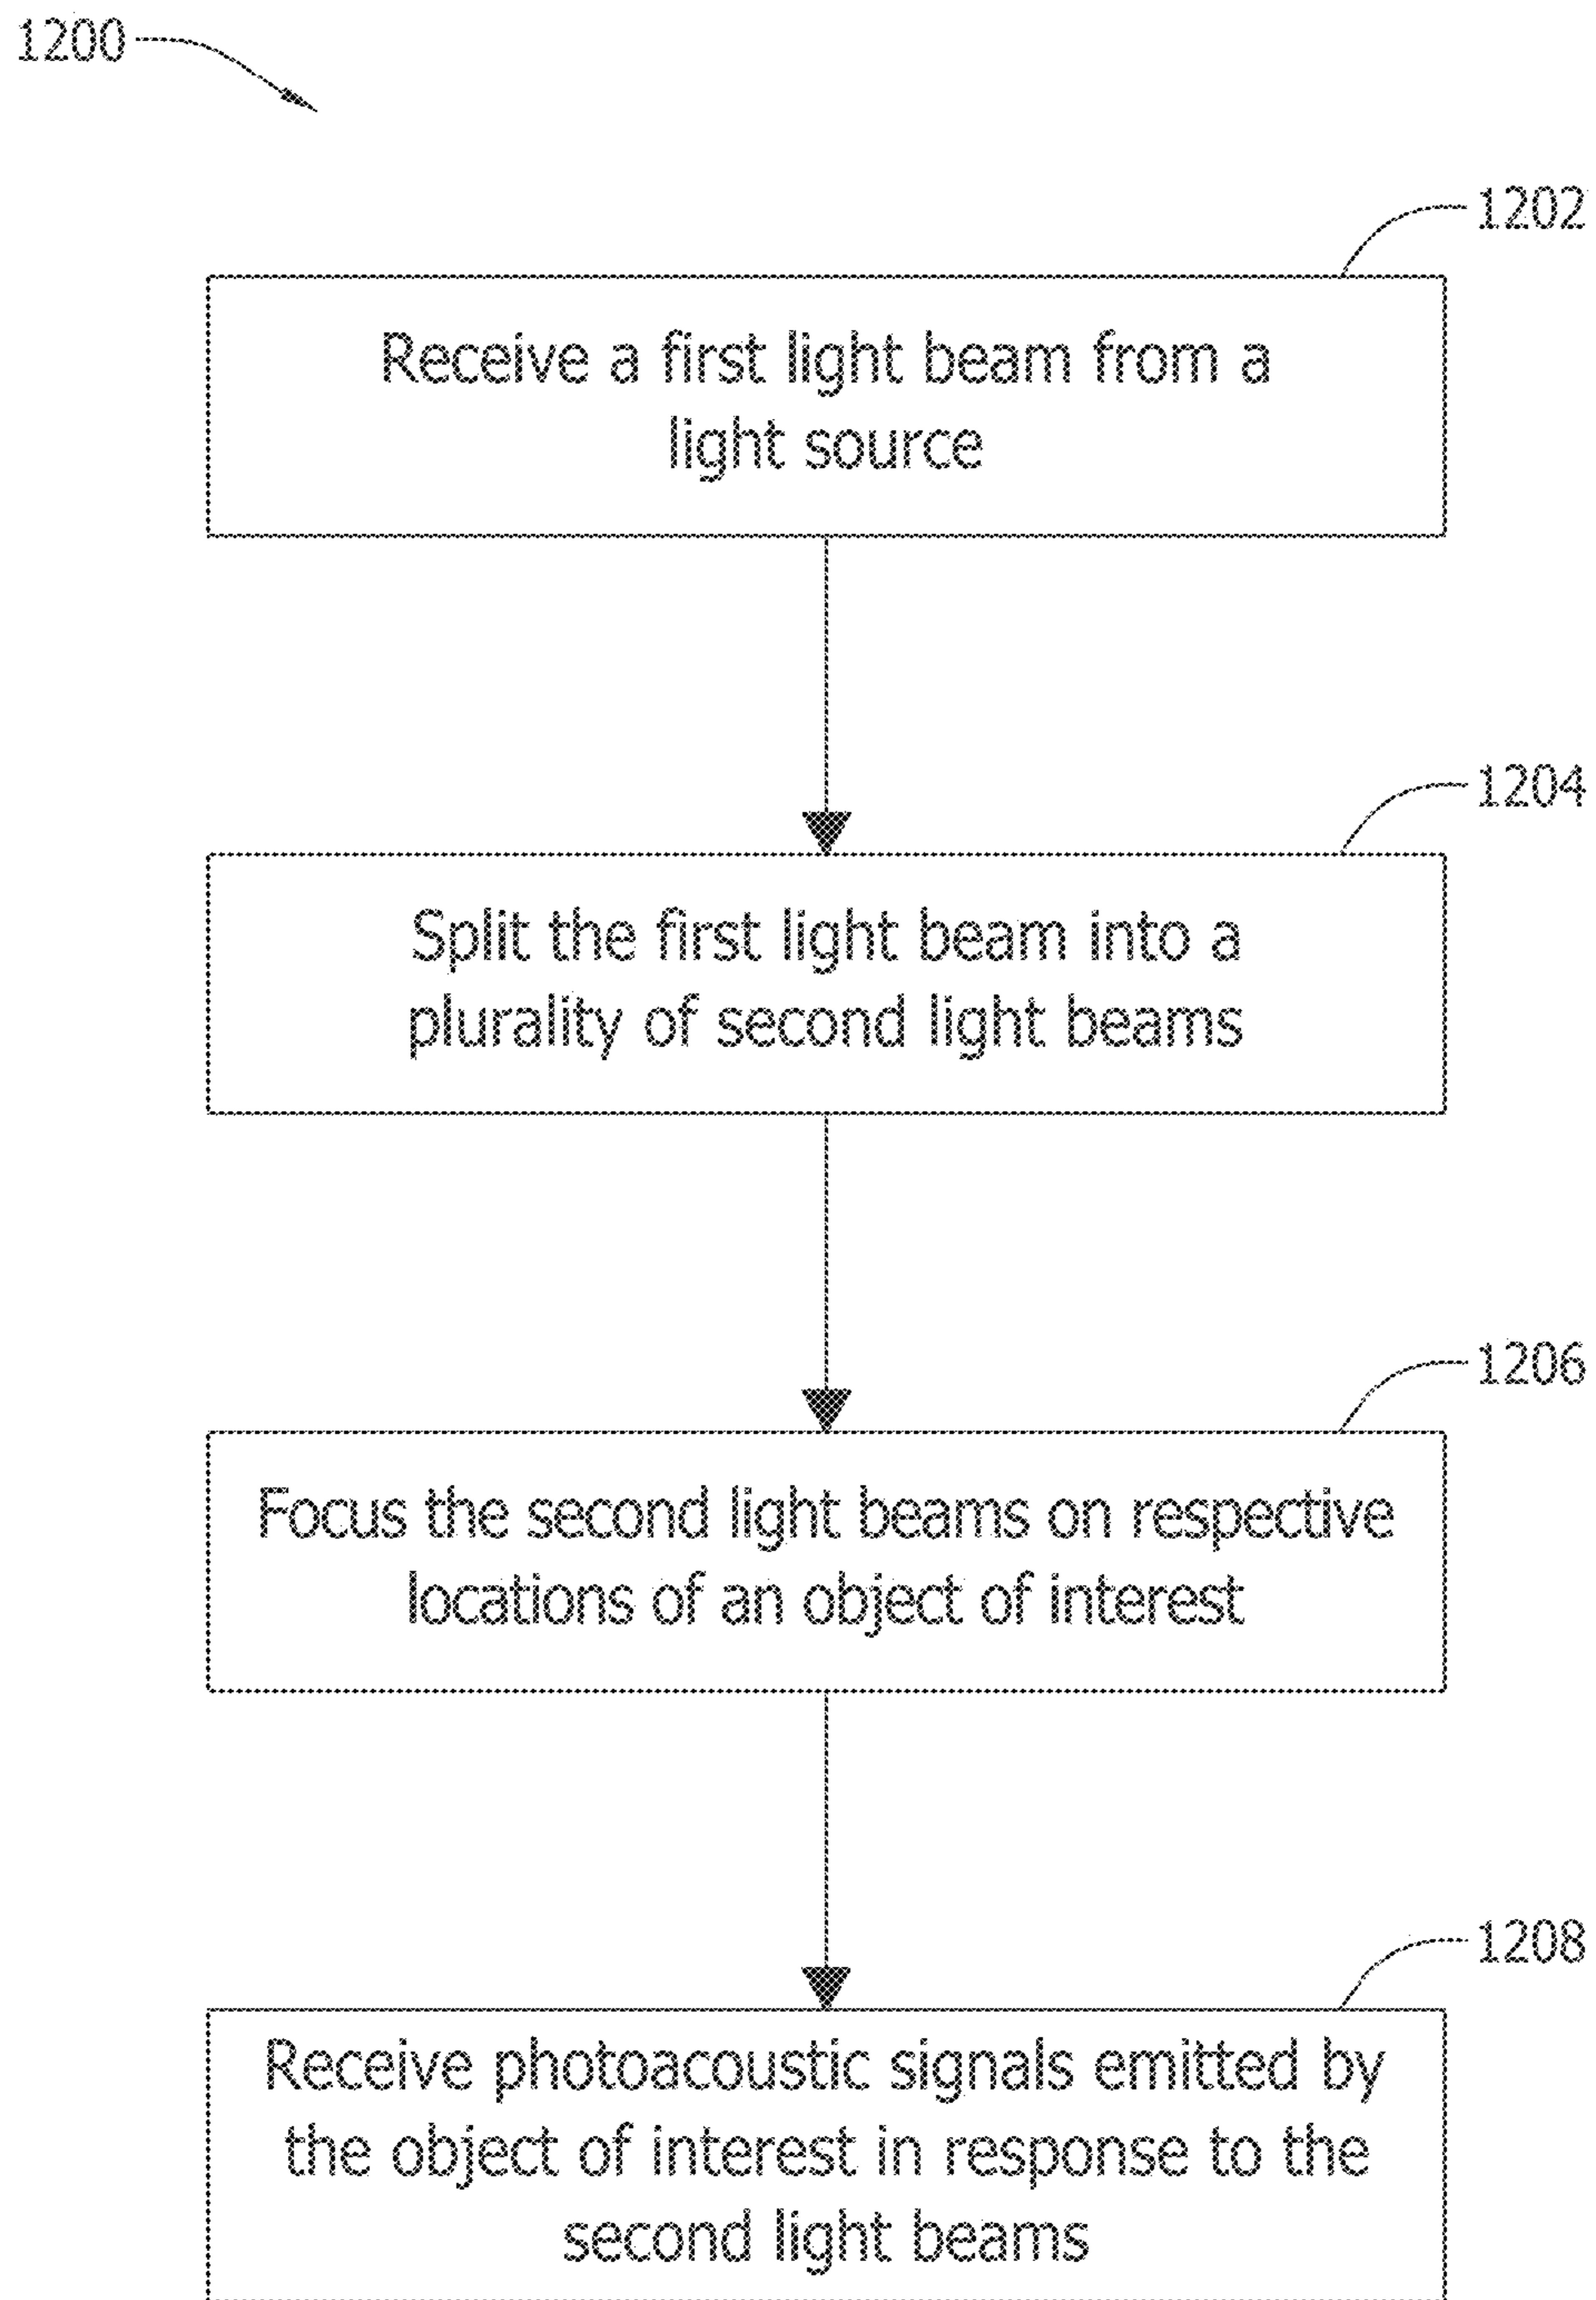 1200
1202
Receive a first light beam from a
light source
1204
Split the first light beam into a
plurality of second light beams
1206
Focus the second light beams on respective
locations of an object of interest
1208
Receive photoacoustic signals emitted by
the object of interest in response to the
second light beams